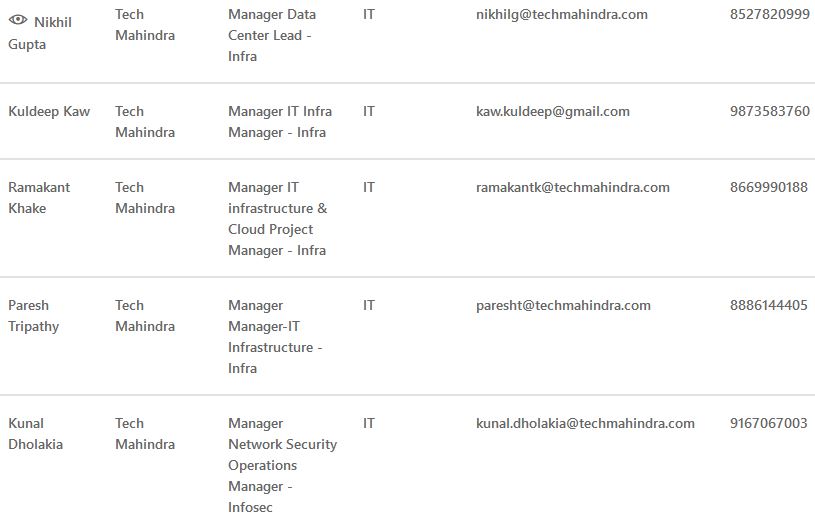 Nikhil Gupta Tech Mahindra Manager Data Center Lead - Infra IT nikhilg@techmahindra.com 8527820999
Kuldeep Kaw Tech Mahindra Manager IT Infra Manager - Infra IT kaw.kuldeep@gmail.com 9873583760
Ramakant Khake Tech Mahindra Manager IT infrastructure & Cloud Project Manager - Infra IT ramakantk@techmahindra.com 8669990188
Paresh Tripathy Tech Mahindra Manager Manager-IT Infrastructure - Infra IT paresht@techmahindra.com 8886144405
Kunal Dholakia Tech Mahindra Manager Network Security Operations Manager - Infosec IT kunal.dholakia@techmahindra.com 9167067003